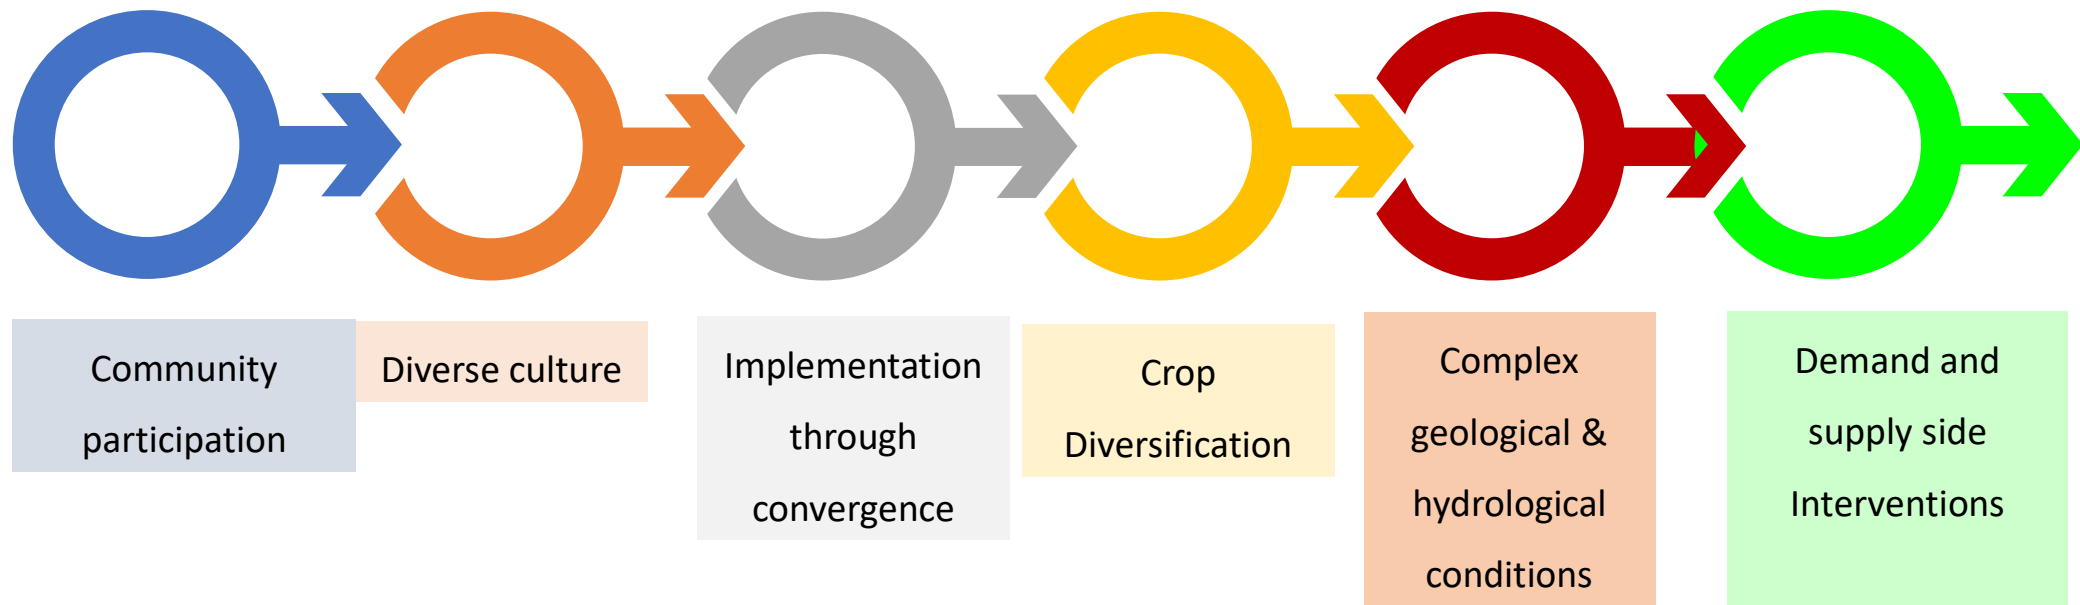 Community
participation
Diverse culture
Implementation
through
convergence
Crop
Diversification
Complex
geological &
hydrological
conditions
Demand and
supply side
Interventions